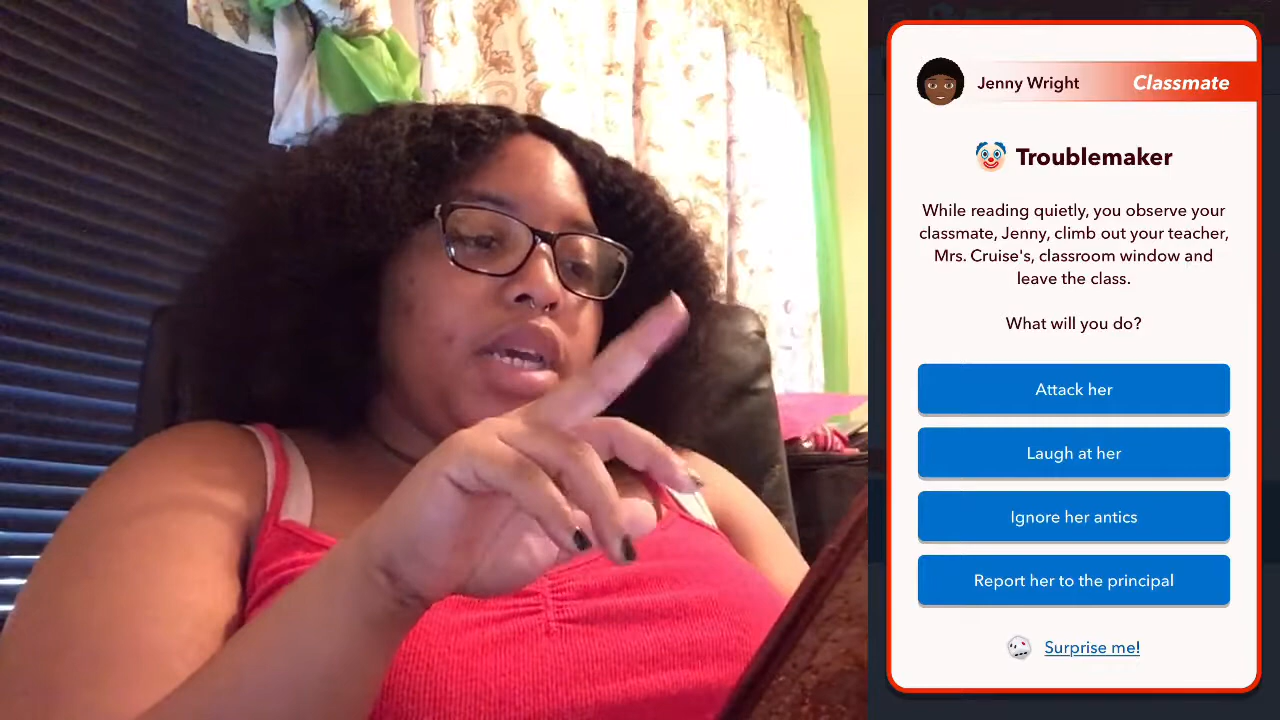 Jenny Wright Classmate
Troublemaker
While reading quietly, you observe your
classmate, Jenny, climb out your teacher,
Mrs. Cruise's, classroom window and
leave the class.
What will you do?
Attack her
Laugh at her
Ignore her antics
Report her to the principal
Surprise me!